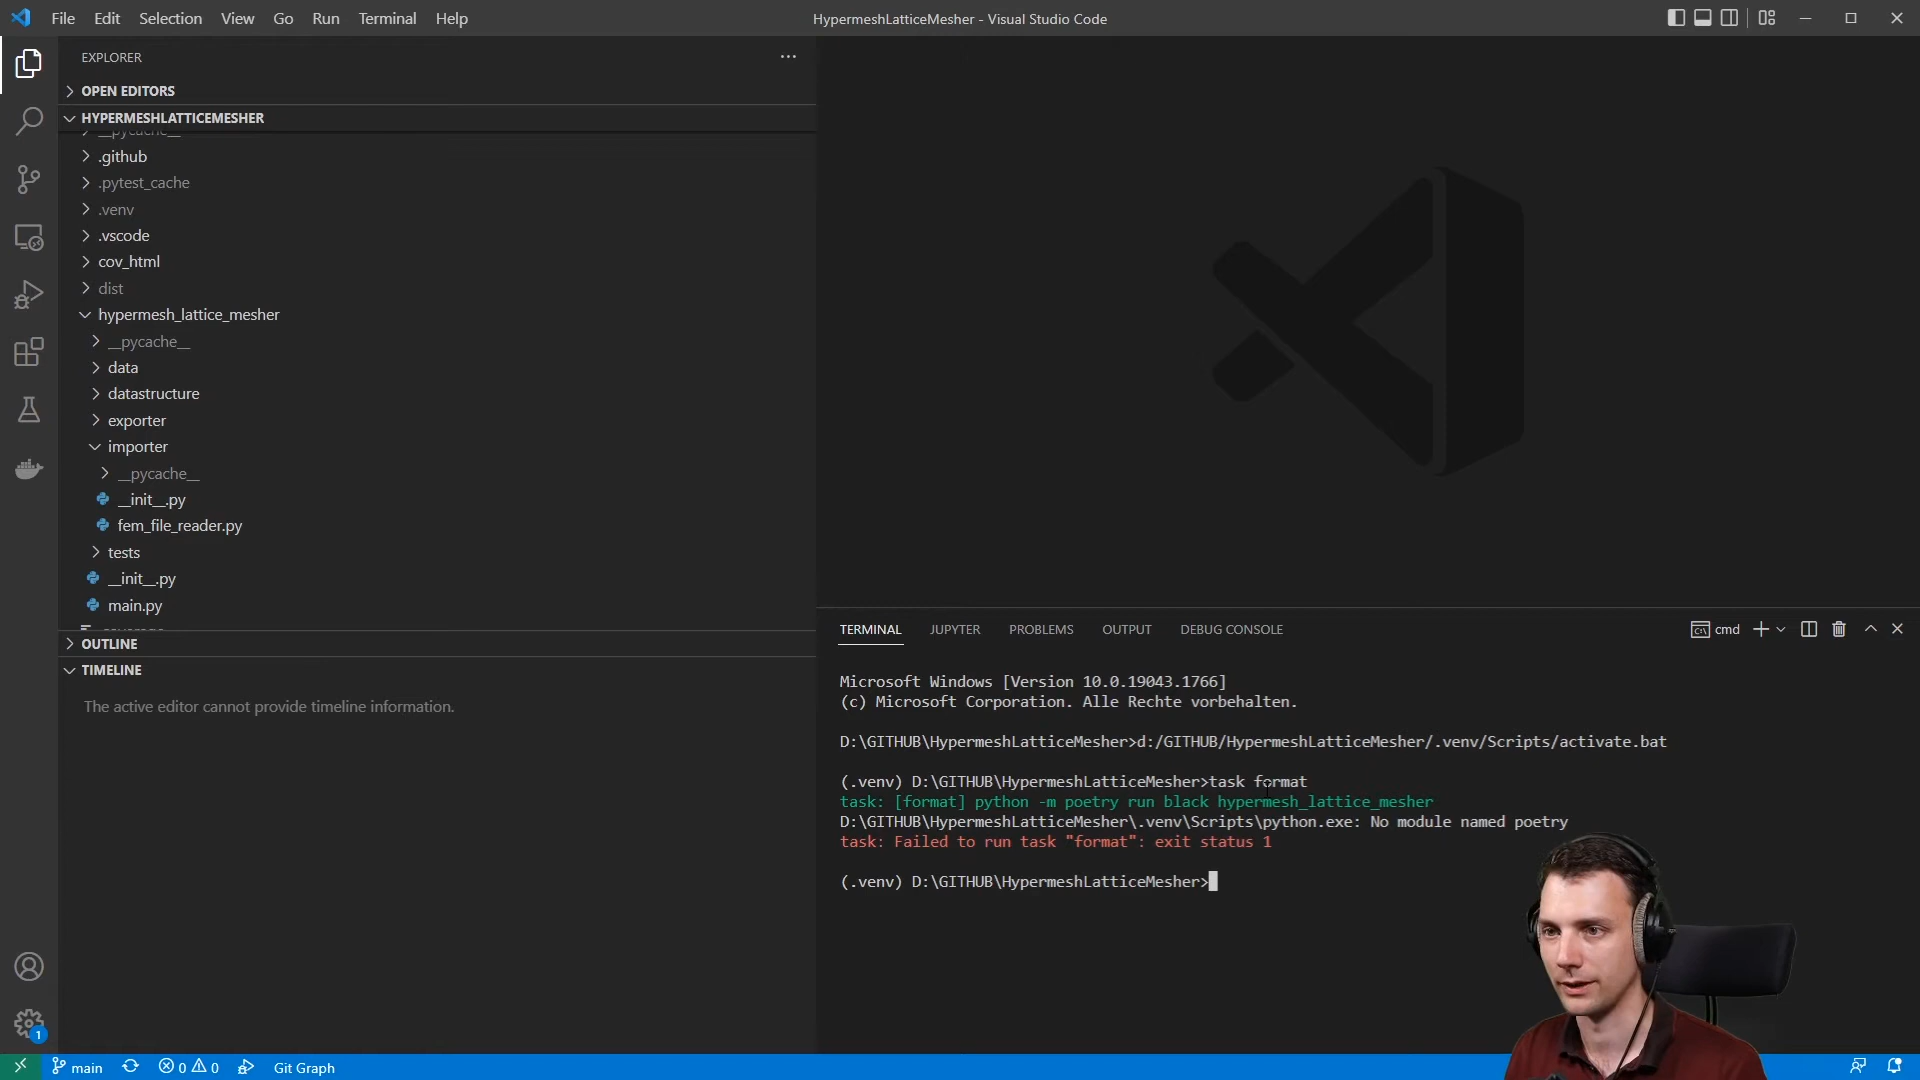 File Edit Selection View Go Run Terminal Help
HypermeshLatticeMesher - Visual Studio Code
EXPLORER
OPEN EDITORS
HYPERMESHLATTICEMESHER
__pycache__
.github
.pytest_cache
.venv
.vscode
cov_html
dist
hypermesh_lattice_mesher
__pycache__
data
datastructure
exporter
importer
__pycache__
__init__.py
fem_file_reader.py
tests
__init__.py
main.py
OUTLINE
TIMELINE
The active editor cannot provide timeline information.
TERMINAL JUPYTER PROBLEMS OUTPUT DEBUG CONSOLE
cmd
Microsoft Windows [Version 10.0.19043.1766]
(c) Microsoft Corporation. Alle Rechte vorbehalten.
D:\GITHUB\HypermeshLatticeMesher>d:/GITHUB/HypermeshLatticeMesher/.venv/Scripts/activate.bat
(.venv) D:\GITHUB\HypermeshLatticeMesher>task format
task: [format] python -m poetry run black hypermesh_lattice_mesher
D:\GITHUB\HypermeshLatticeMesher\.venv\Scripts\python.exe: No module named poetry
task: Failed to run task "format": exit status 1
(.venv) D:\GITHUB\HypermeshLatticeMesher>
1
main 0 0 Git Graph